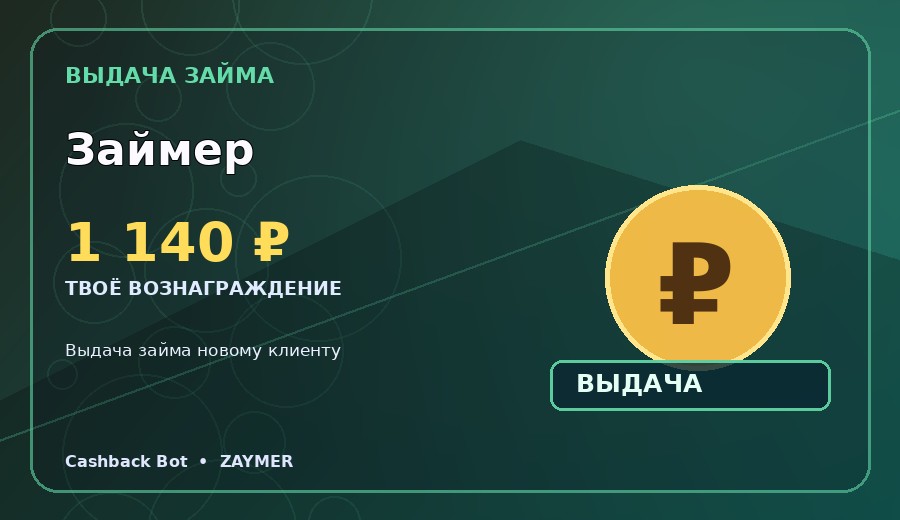 ВЫДАЧА ЗАЙМА
Займер
1 140 ₽
ТВОЁ ВОЗНАГРАЖДЕНИЕ
Выдача займа новому клиенту
₽
ВЫДАЧА
Cashback Bot • ZAYMER